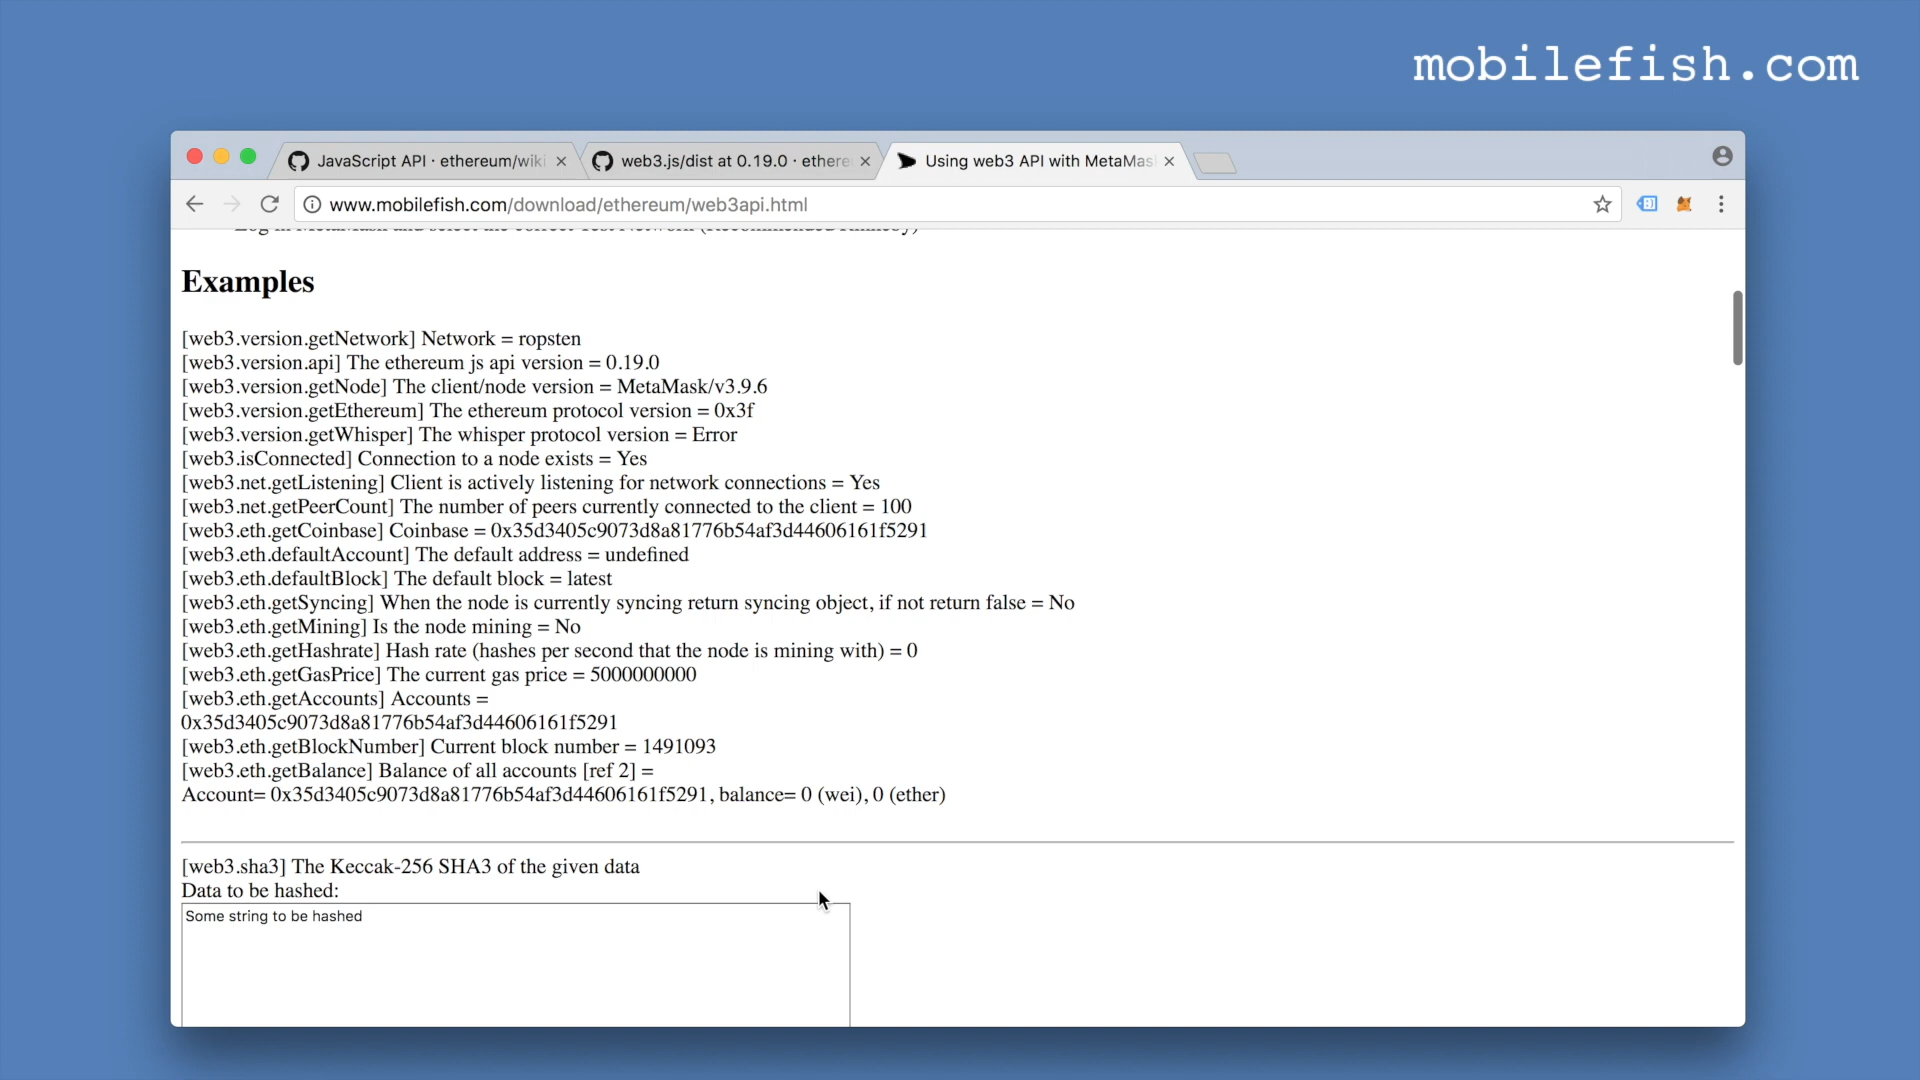 mobilefish.com
JavaScript API · ethereum/wiki
web3.js/dist at 0.19.0 · ethere
Using web3 API with MetaMas
www.mobilefish.com/download/ethereum/web3api.html
Log in MetaMask and select the correct Test Network (Recommended Rinkeby)
Examples
[web3.version.getNetwork] Network = ropsten
[web3.version.api] The ethereum js api version = 0.19.0
[web3.version.getNode] The client/node version = MetaMask/v3.9.6
[web3.version.getEthereum] The ethereum protocol version = 0x3f
[web3.version.getWhisper] The whisper protocol version = Error
[web3.isConnected] Connection to a node exists = Yes
[web3.net.getListening] Client is actively listening for network connections = Yes
[web3.net.getPeerCount] The number of peers currently connected to the client = 100
[web3.eth.getCoinbase] Coinbase = 0x35d3405c9073d8a81776b54af3d44606161f5291
[web3.eth.defaultAccount] The default address = undefined
[web3.eth.defaultBlock] The default block = latest
[web3.eth.getSyncing] When the node is currently syncing return syncing object, if not return false = No
[web3.eth.getMining] Is the node mining = No
[web3.eth.getHashrate] Hash rate (hashes per second that the node is mining with) = 0
[web3.eth.getGasPrice] The current gas price = 5000000000
[web3.eth.getAccounts] Accounts =
0x35d3405c9073d8a81776b54af3d44606161f5291
[web3.eth.getBlockNumber] Current block number = 1491093
[web3.eth.getBalance] Balance of all accounts [ref 2] =
Account= 0x35d3405c9073d8a81776b54af3d44606161f5291, balance= 0 (wei), 0 (ether)
[web3.sha3] The Keccak-256 SHA3 of the given data
Data to be hashed:
Some string to be hashed